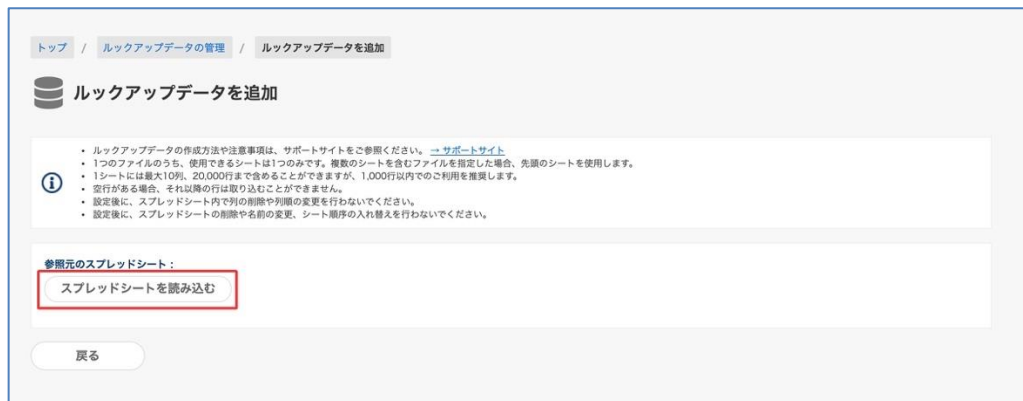 トップ / ルックアップデータの管理 / ルックアップデータを追加
ルックアップデータを追加
• ルックアップデータの作成方法や注意事項は、サポートサイトをご参照ください。 → サポートサイト
• 1つのファイルのうち、使用できるシートは1つのみです。複数のシートを含むファイルを指定した場合、先頭のシートを使用します。
• 1シートには最大10列、20,000行まで含めることができますが、1,000行以内でのご利用を推奨します。
• 空行がある場合、それ以降の行は取り込むことができません。
• 設定後に、スプレッドシート内で列の削除や列順の変更を行わないでください。
• 設定後に、スプレッドシートの削除や名前の変更、シート順序の入れ替えを行わないでください。
参照元のスプレッドシート：
スプレッドシートを読み込む
戻る